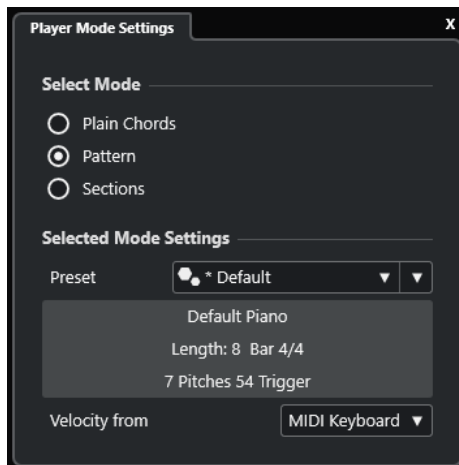 Player Mode Settings X
Select Mode
Plain Chords
Pattern
Sections
Selected Mode Settings
Preset * Default
Default Piano
Length: 8 Bar 4/4
7 Pitches 54 Trigger
Velocity from MIDI Keyboard